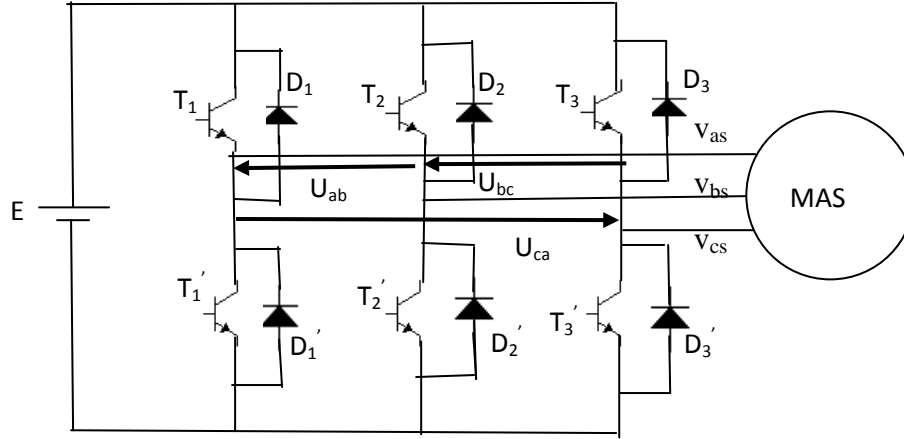 D₁
D₂
D₃
T₁
T₂
T₃
vas
Uab
Ubc
vbs
MAS
E
Uca
vcs
T₁'
T₂'
T₃'
D₁'
D₂'
D₃'